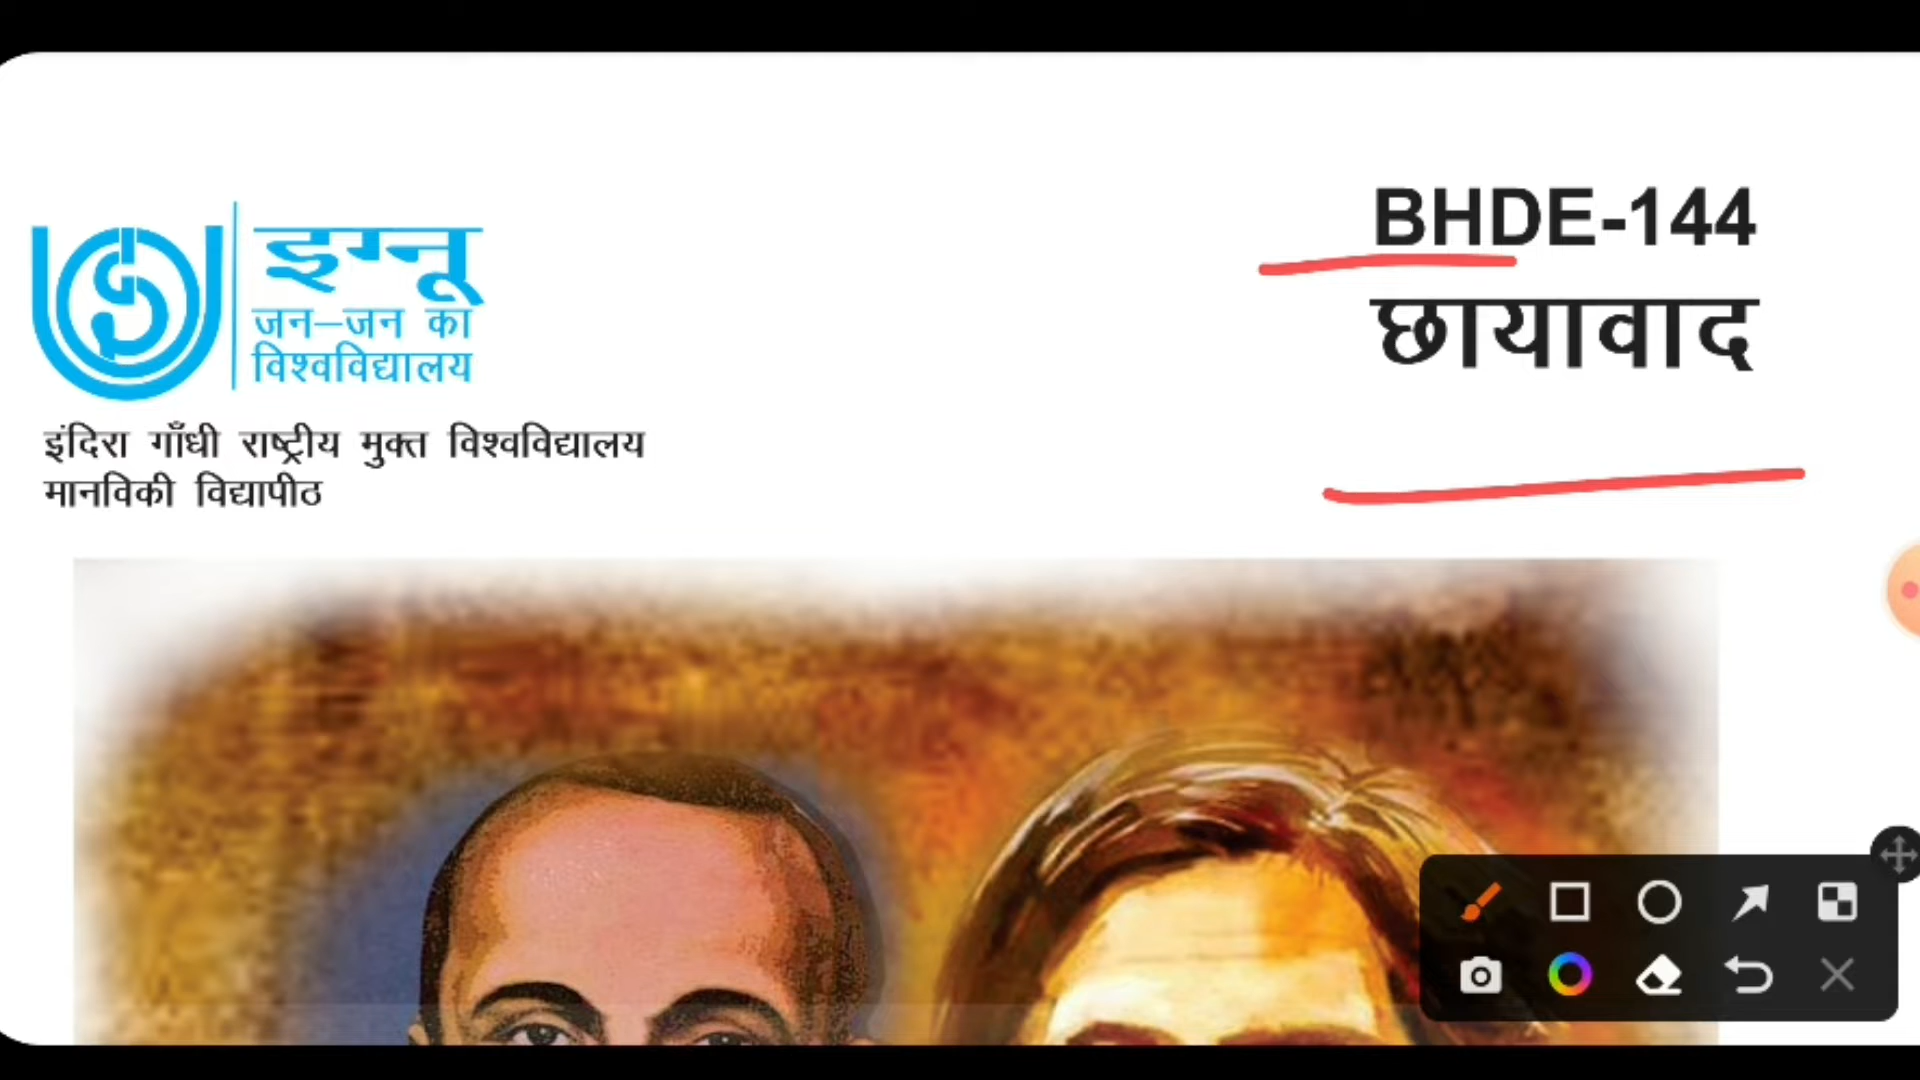 इग्नू
जन–जन का
विश्वविद्यालय
इंदिरा गाँधी राष्ट्रीय मुक्त विश्वविद्यालय
मानविकी विद्यापीठ
BHDE-144
छायावाद